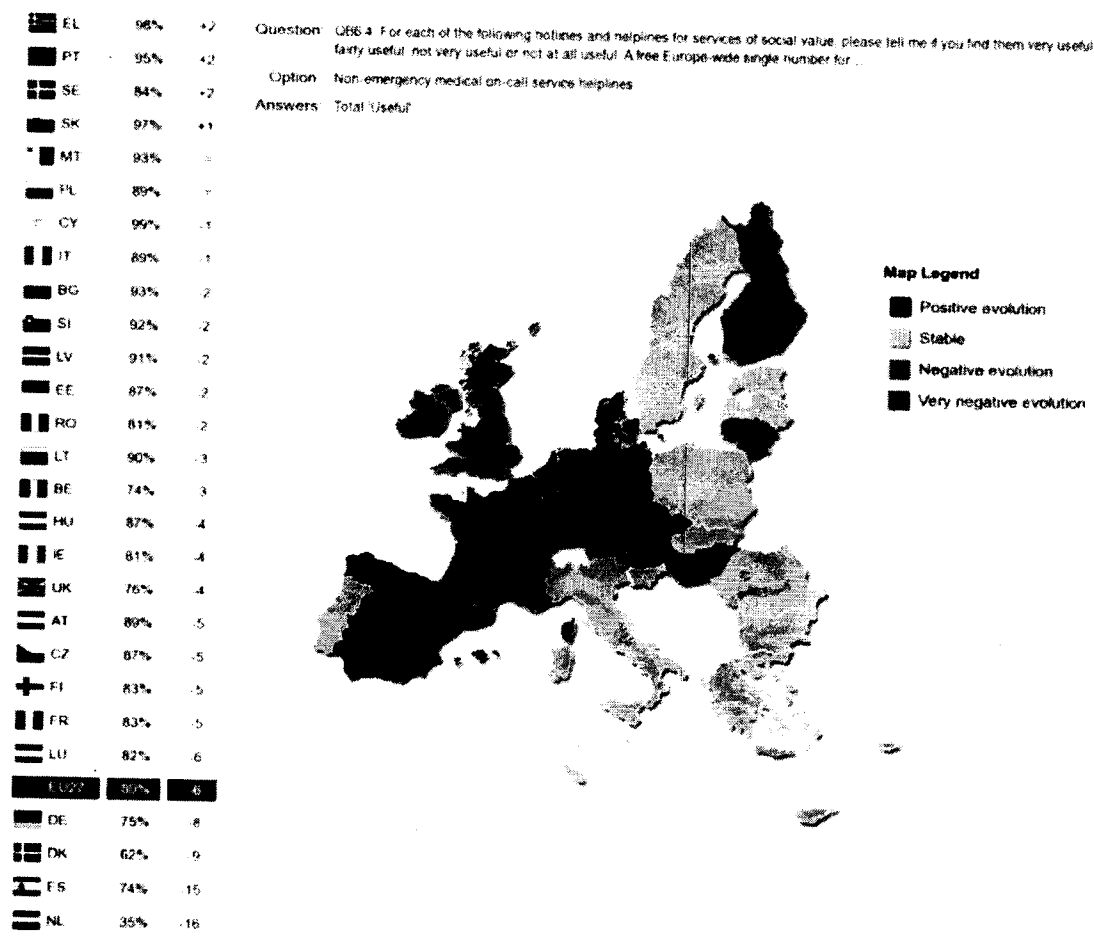 EL 98% +2
PT 95% +2
SE 84% +2
SK 97% +1
MT 93% =
PL 89% =
CY 99% -1
IT 89% -1
BG 93% -2
SI 92% -2
LV 91% -2
EE 87% -2
RO 81% -2
LT 90% -3
BE 74% 3
HU 87% -4
IE 81% -4
UK 76% -4
AT 89% -5
CZ 87% -5
FI 83% -5
FR 83% -5
LU 82% -6
EU27 80% -6
DE 75% -8
DK 62% -9
ES 74% -15
NL 35% -16
Question: QB6.4. For each of the following hotlines and helplines for services of social value, please tell me if you find them very useful
fairly useful, not very useful or not at all useful. A free Europe-wide single number for...
Option Non-emergency medical on-call service helplines
Answers: Total 'Useful'
Map Legend
Positive evolution
Stable
Negative evolution
Very negative evolution